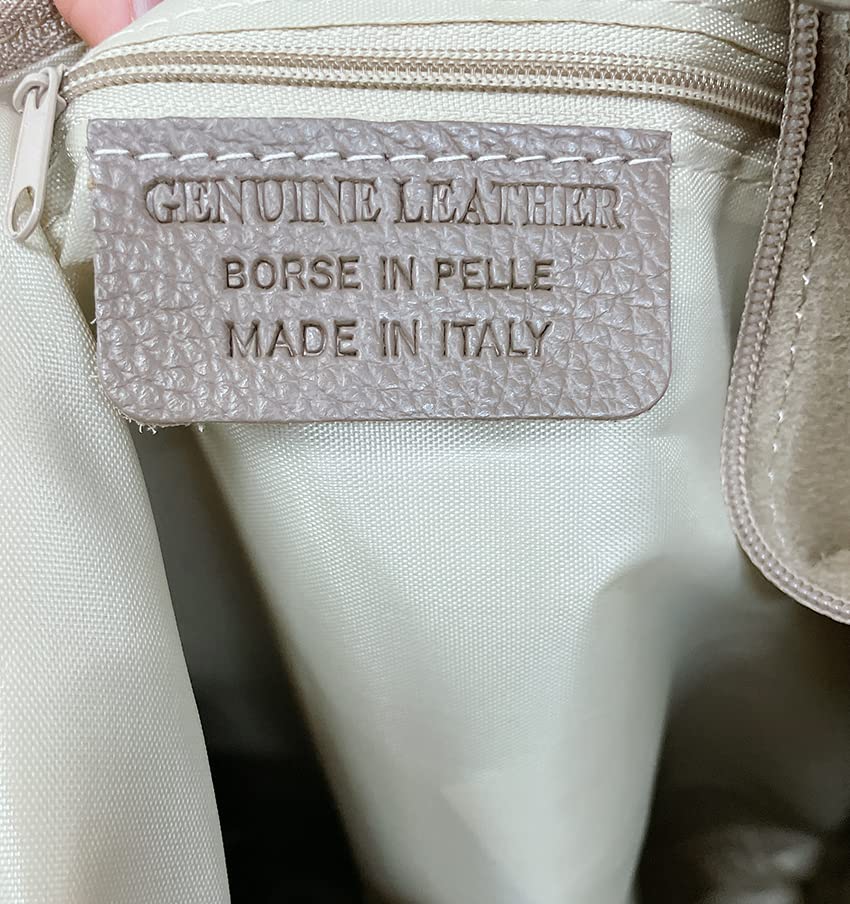 GENUINE LEATHER
BORSE IN PELLE
MADE IN ITALY